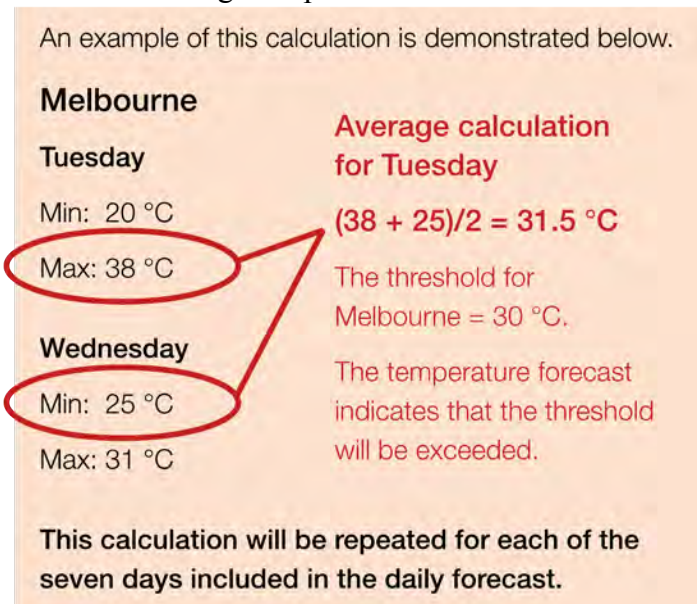 An example of this calculation is demonstrated below.
Melbourne
Tuesday
Min: 20 °C
Max: 38 °C
Wednesday
Min: 25 °C
Max: 31 °C
Average calculation
for Tuesday
(38 + 25)/2 = 31.5 °C
The threshold for
Melbourne = 30 °C.
The temperature forecast
indicates that the threshold
will be exceeded.
This calculation will be repeated for each of the
seven days included in the daily forecast.